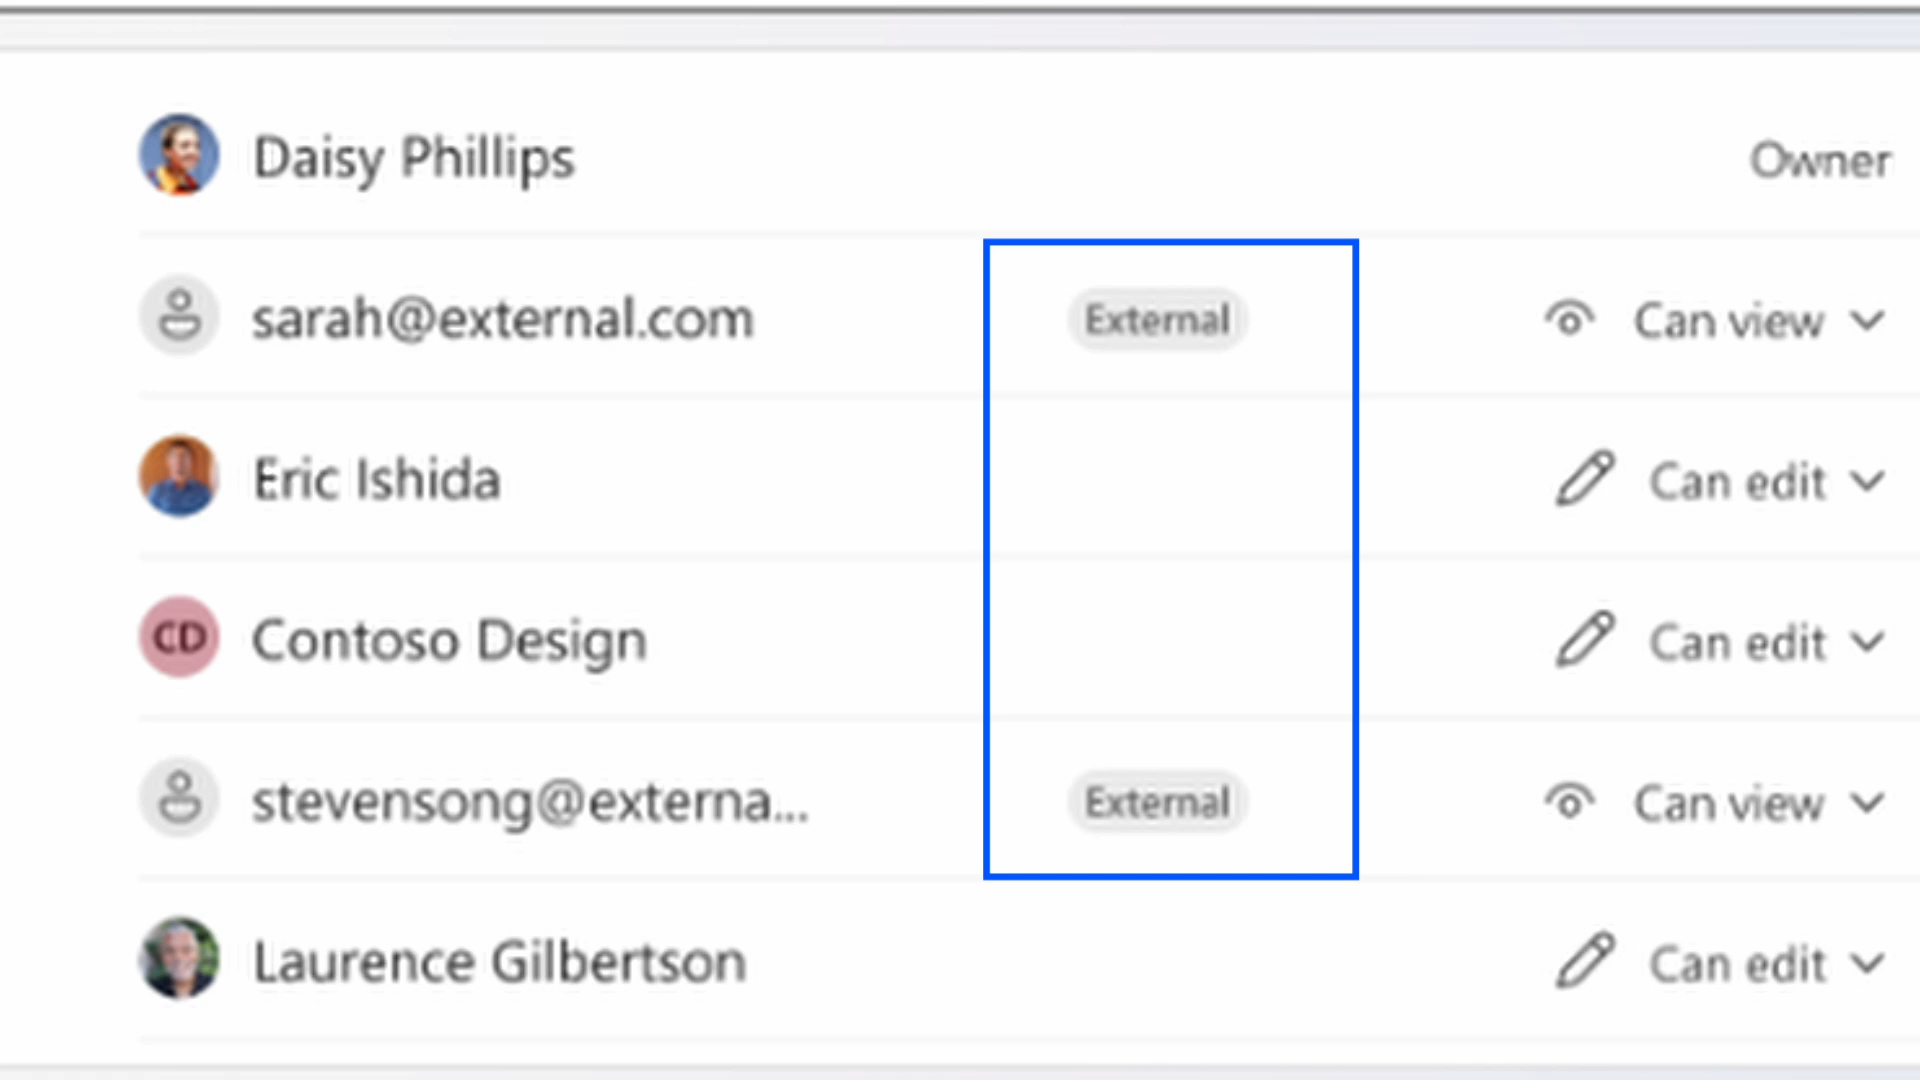 Daisy Phillips Owner
sarah@external.com External Can view
Eric Ishida Can edit
CD Contoso Design Can edit
stevensong@externa... External Can view
Laurence Gilbertson Can edit